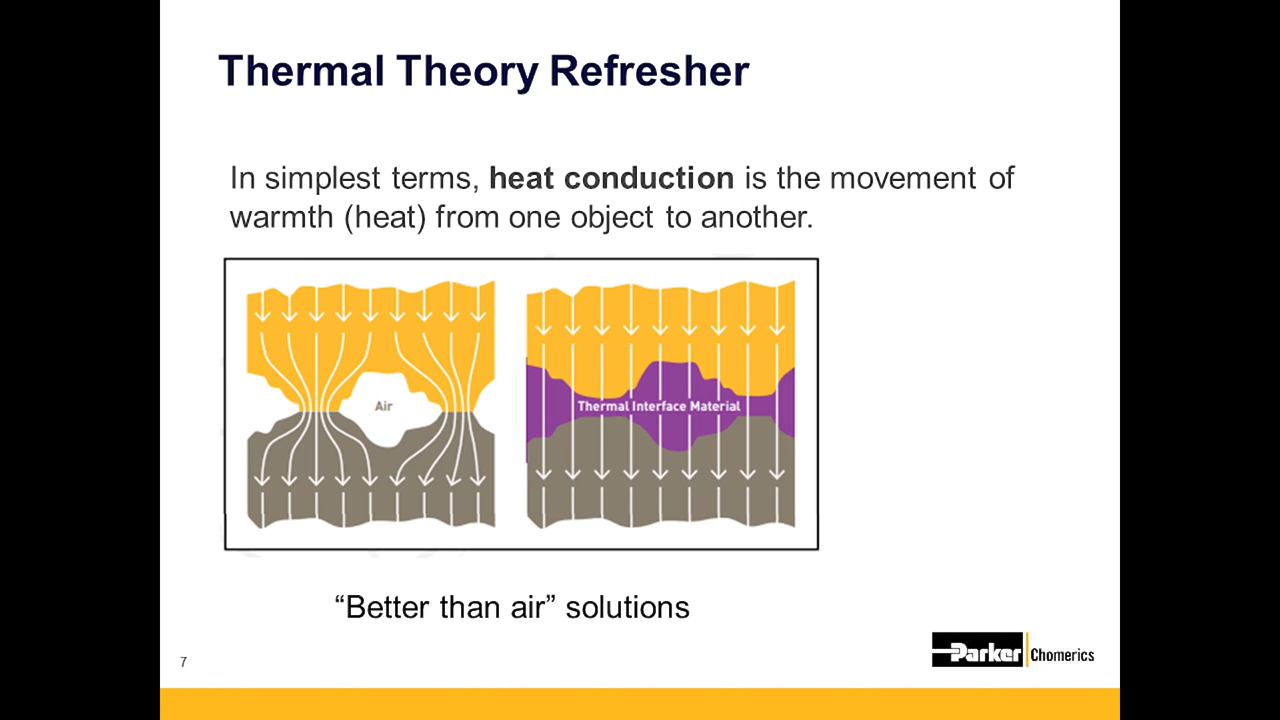 Thermal Theory Refresher
In simplest terms, heat conduction is the movement of
warmth (heat) from one object to another.
Air
Thermal Interface Material
“Better than air” solutions
7
Parker
Chomerics